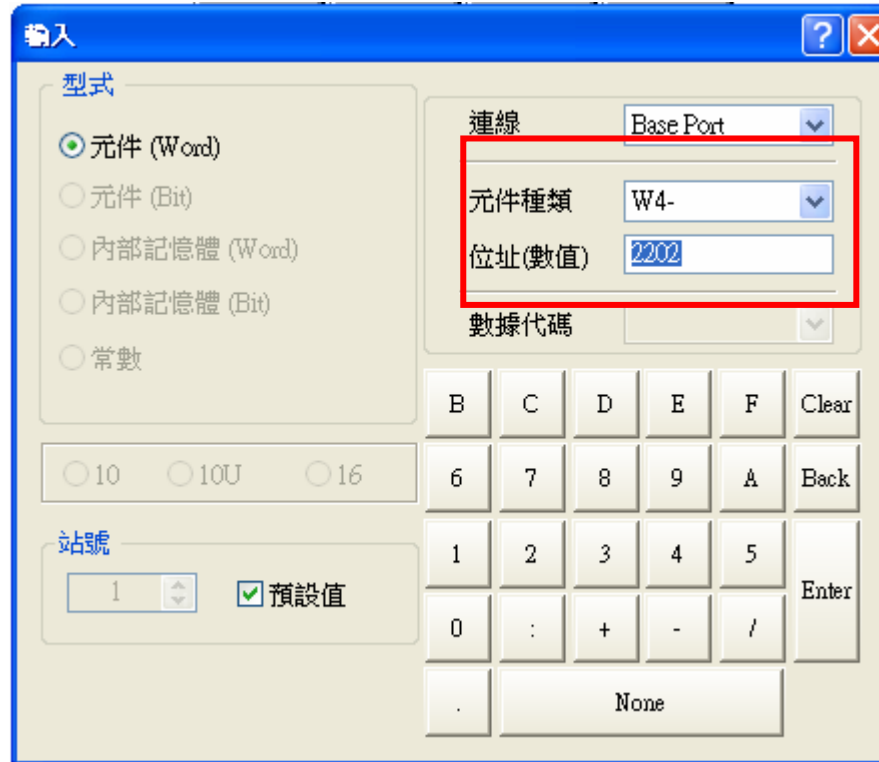 輸入
型式
元件 (Word)
元件 (Bit)
內部記憶體 (Word)
內部記憶體 (Bit)
常數
10 10U 16
站號
1 預設值
連線 Base Port
元件種類 W4-
位址(數值) 2202
數據代碼
B C D E F Clear
6 7 8 9 A Back
1 2 3 4 5 Enter
0 : + - /
. None